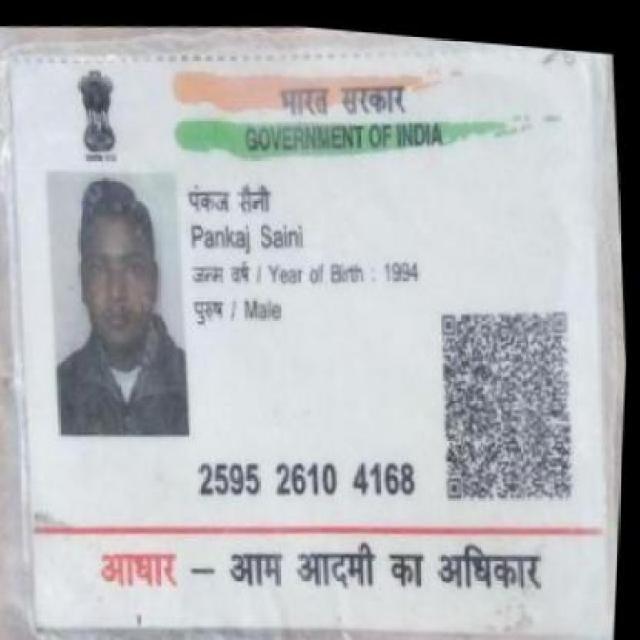 भारत सरकार
GOVERNMENT OF INDIA
पंकज सैनी
Pankaj Saini
जन्म वर्ष / Year of Birth : 1994
पुरुष / Male
2595 2610 4168
आधार – आम आदमी का अधिकार